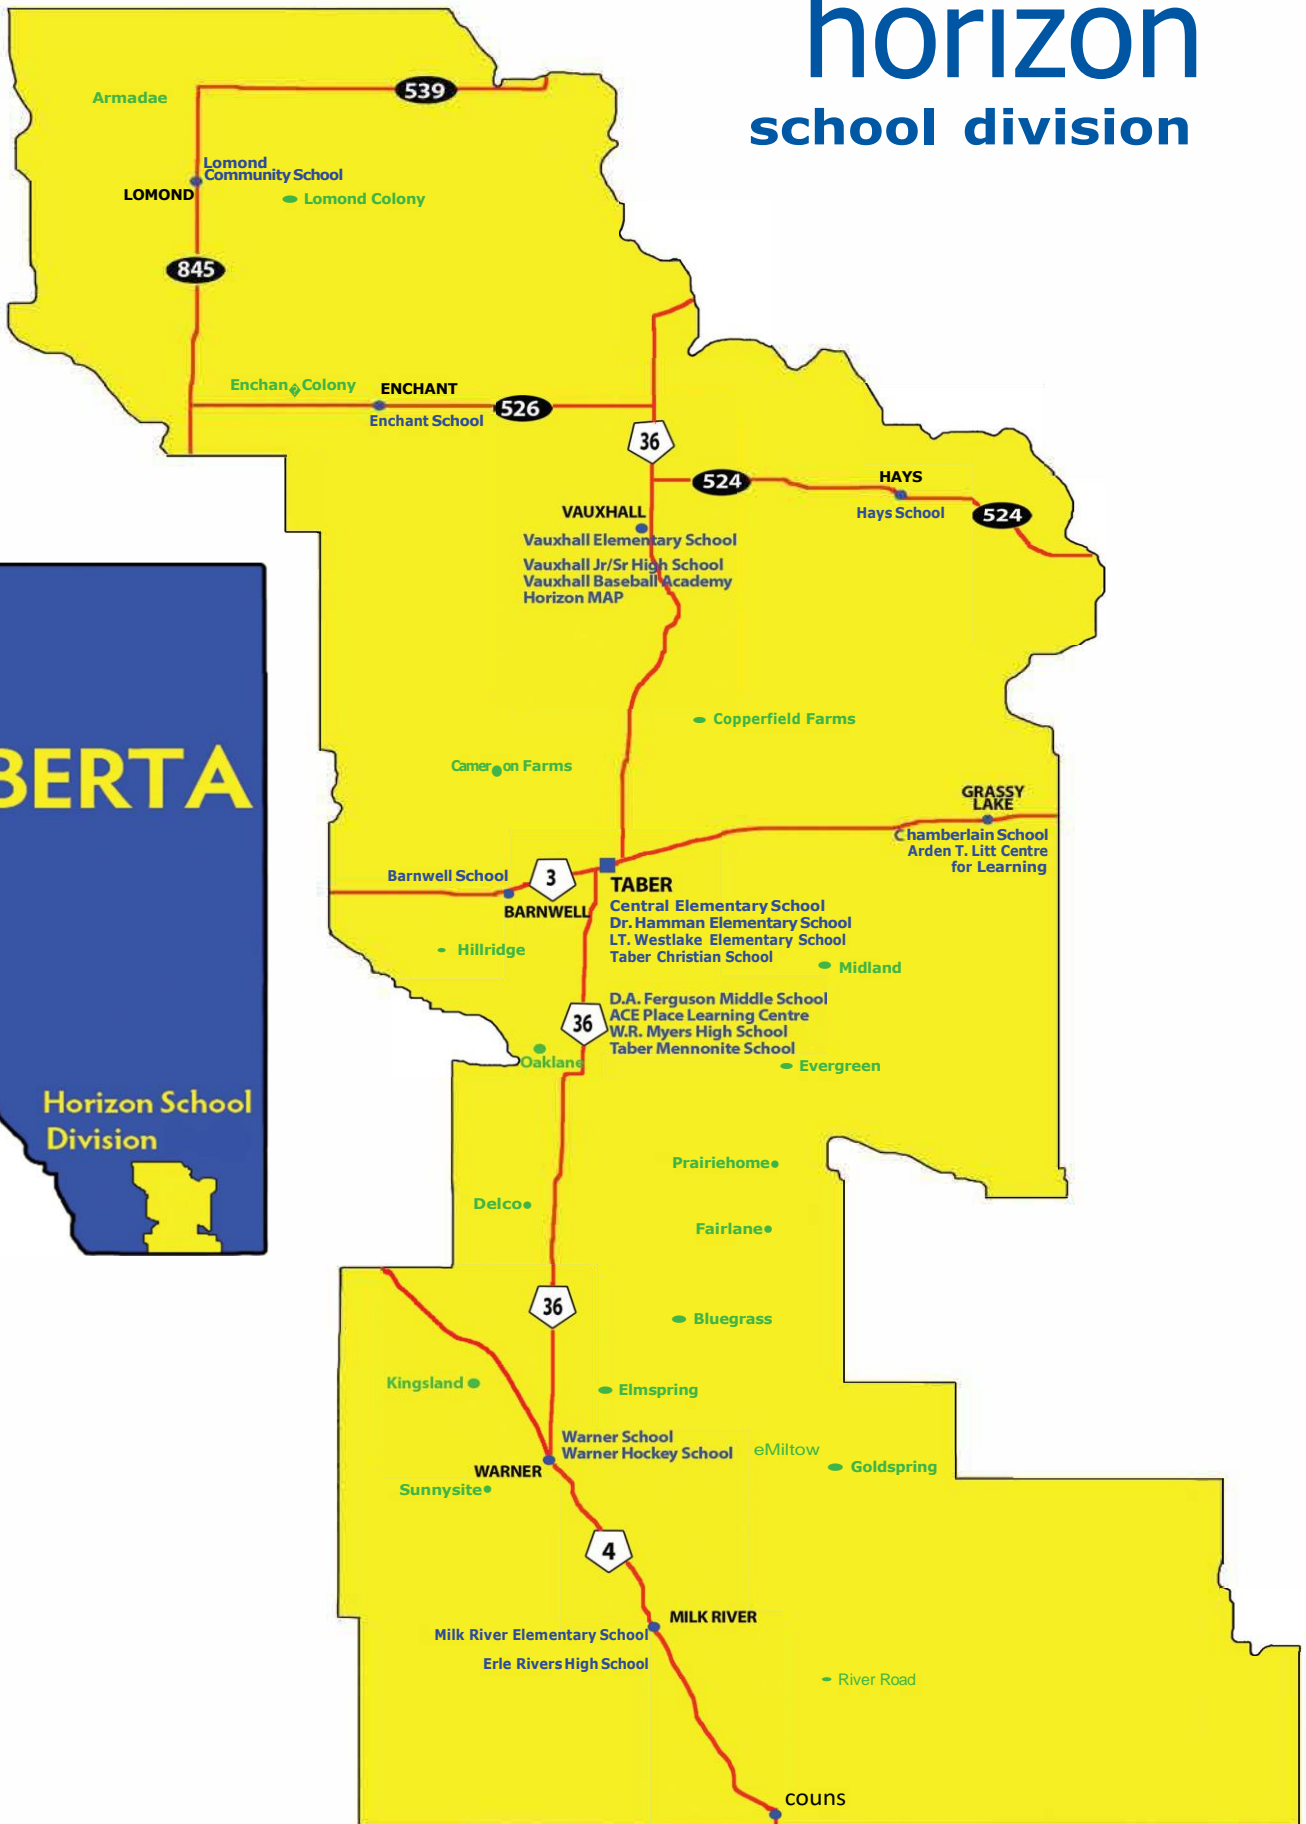 horizon
school division
Armadae
539
Lomond
Community School
LOMOND
Lomond Colony
845
Enchan Colony
ENCHANT
526
Enchant School
36
524
HAYS
Hays School
524
VAUXHALL
Vauxhall Elementary School
Vauxhall Jr/Sr High School
Vauxhall Baseball Academy
Horizon MAP
Copperfield Farms
Cameron Farms
BERTA
GRASSY
LAKE
Chamberlain School
Arden T. Litt Centre
for Learning
Barnwell School
3
BARNWELL
TABER
Central Elementary School
Dr. Hamman Elementary School
LT. Westlake Elementary School
Taber Christian School
Hillridge
Midland
D.A. Ferguson Middle School
ACE Place Learning Centre
W.R. Myers High School
Taber Mennonite School
36
Oaklane
Evergreen
Horizon School
Division
Prairiehome
Delco
Fairlane
36
Bluegrass
Kingsland
Elmspring
Warner School
Warner Hockey School
WARNER
eMiltow
Goldspring
Sunnysite
4
MILK RIVER
Milk River Elementary School
Erle Rivers High School
River Road
couns